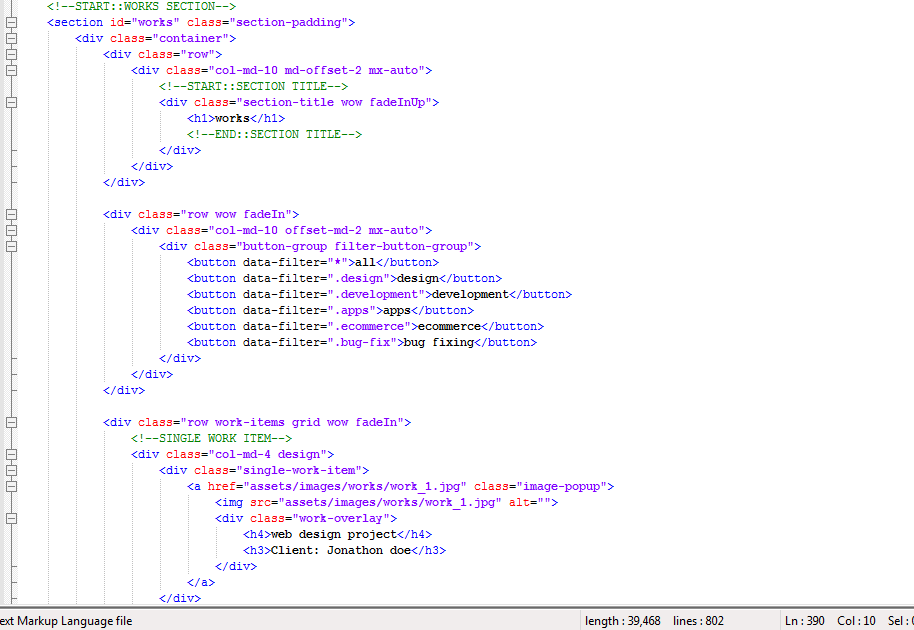 <!--START::WORKS SECTION-->
<section id="works" class="section-padding">
<div class="container">
<div class="row">
<div class="col-md-10 md-offset-2 mx-auto">
<!--START::SECTION TITLE-->
<div class="section-title wow fadeInUp">
<h1>works</h1>
<!--END::SECTION TITLE-->
</div>
</div>
</div>
<div class="row wow fadeIn">
<div class="col-md-10 offset-md-2 mx-auto">
<div class="button-group filter-button-group">
<button data-filter="*">all</button>
<button data-filter=".design">design</button>
<button data-filter=".development">development</button>
<button data-filter=".apps">apps</button>
<button data-filter=".ecommerce">ecommerce</button>
<button data-filter=".bug-fix">bug fixing</button>
</div>
</div>
</div>
<div class="row work-items grid wow fadeIn">
<!--SINGLE WORK ITEM-->
<div class="col-md-4 design">
<div class="single-work-item">
<a href="assets/images/works/work_1.jpg" class="image-popup">
<img src="assets/images/works/work_1.jpg" alt="">
<div class="work-overlay">
<h4>web design project</h4>
<h3>Client: Jonathon doe</h3>
</div>
</a>
</div>
ext Markup Language file length : 39,468 lines : 802 Ln : 390 Col : 10 Sel :